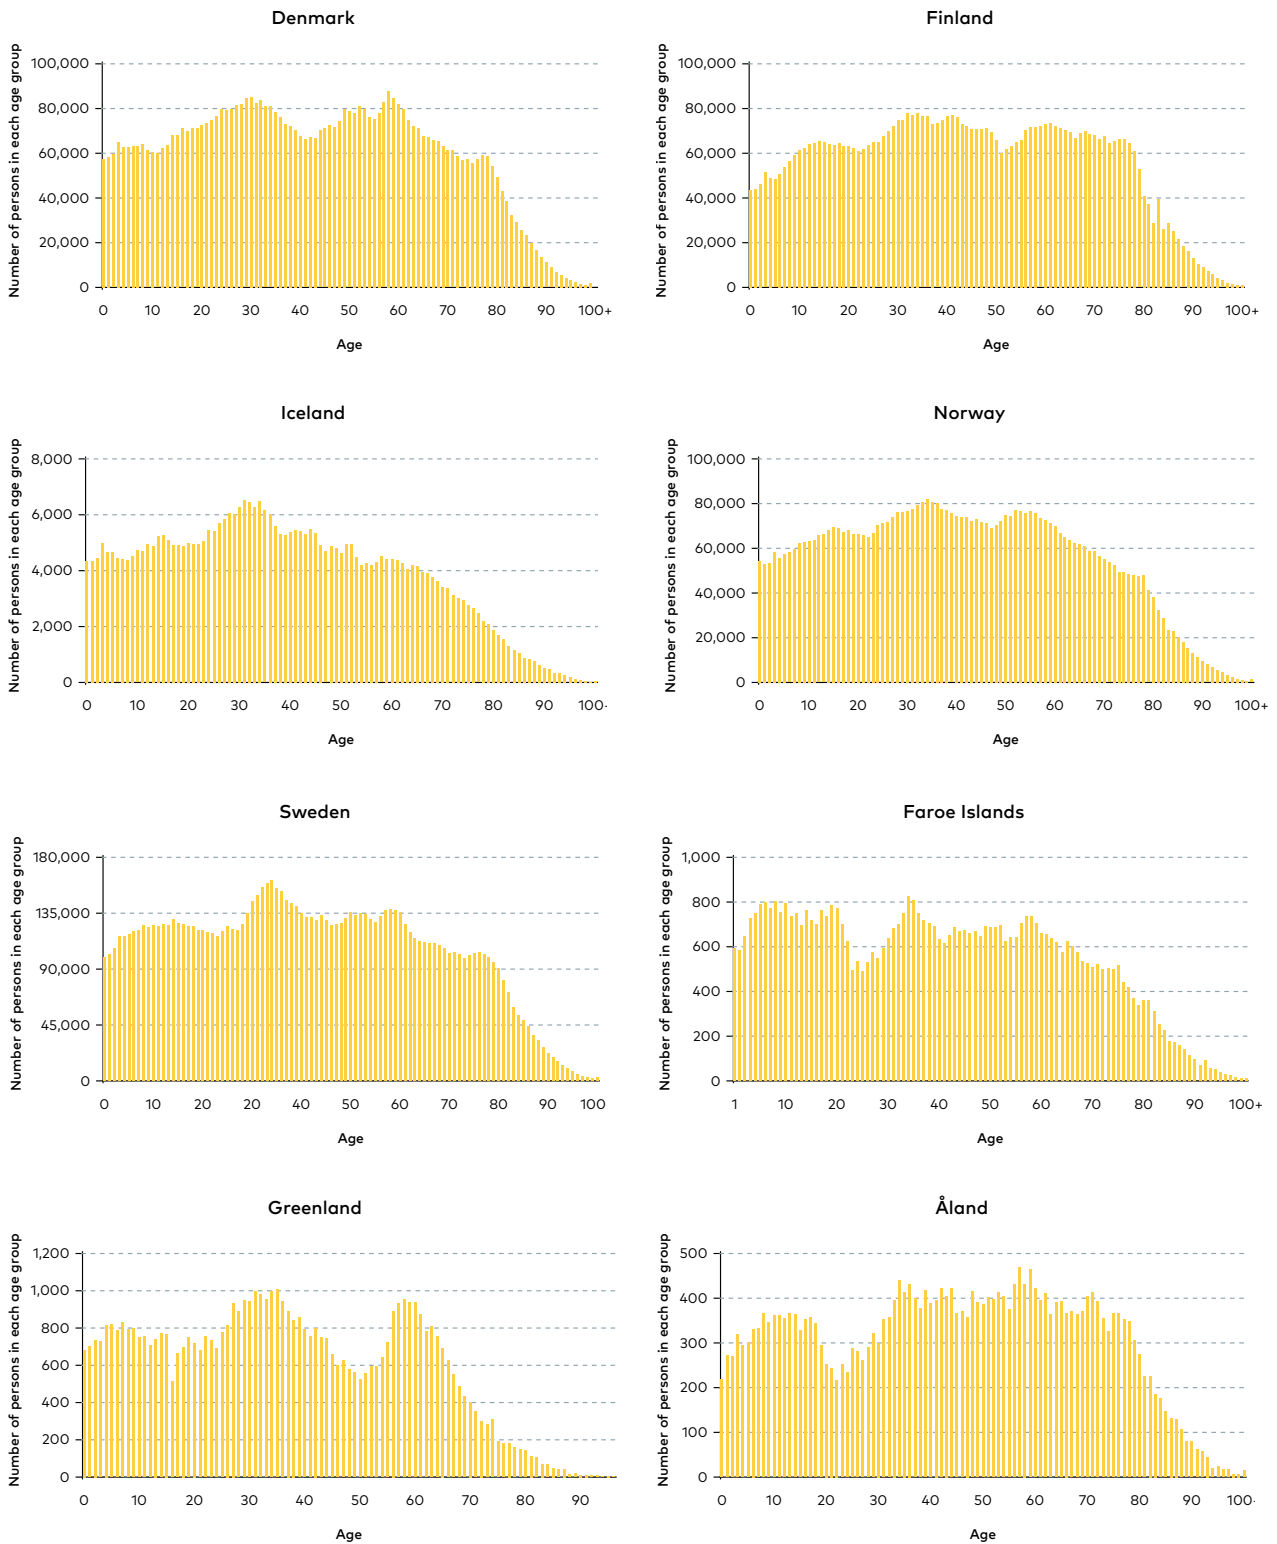 Denmark
Number of persons in each age group
100,000
80,000
60,000
40,000
20,000
0
0 10 20 30 40 50 60 70 80 90 100+
Age
Finland
Number of persons in each age group
100,000
80,000
60,000
40,000
20,000
0
0 10 20 30 40 50 60 70 80 90 100+
Age
Iceland
Number of persons in each age group
8,000
6,000
4,000
2,000
0
0 10 20 30 40 50 60 70 80 90 100·
Age
Norway
Number of persons in each age group
100,000
80,000
60,000
40,000
20,000
0
0 10 20 30 40 50 60 70 80 90 100+
Age
Sweden
Number of persons in each age group
180,000
135,000
90,000
45,000
0
0 10 20 20 40 50 60 70 80 90 100
Age
Faroe Islands
Number of persons in each age group
1,000
800
600
400
200
0
1 10 20 30 40 50 60 70 80 90 100+
Age
Greenland
Number of persons in each age group
1,200
1,000
800
600
400
200
0
0 10 20 30 40 50 60 70 80 90
Age
Åland
Number of persons in each age group
500
400
300
200
100
0
0 10 20 30 40 50 60 70 80 90 100·
Age